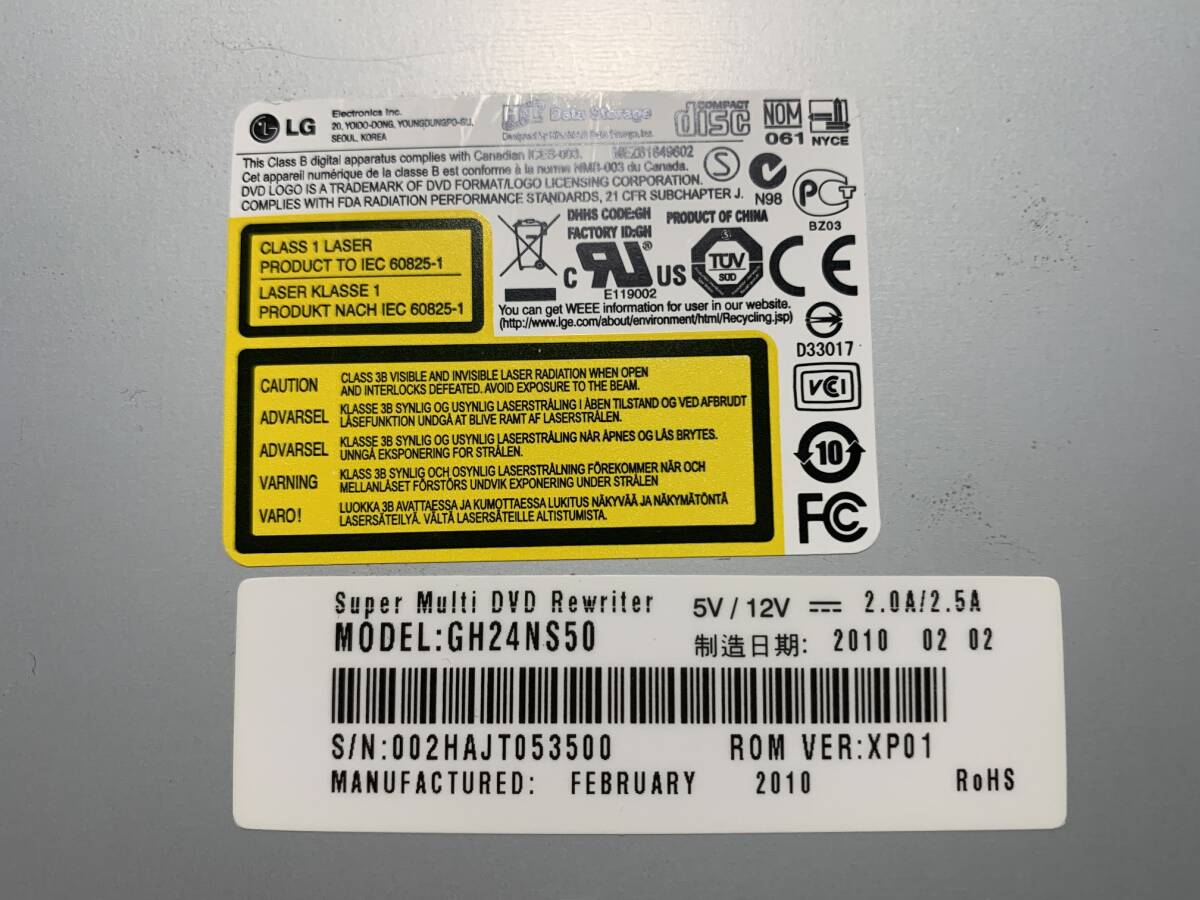 LG
Electronics Inc.
20, YOIDO-DONG, YOUNGDUNGPO-GU,
SEOUL, KOREA
Data Storage
COMPACT
disc
NOM
061
NYCE
This Class B digital apparatus complies with Canadian ICES-003.
Cet appareil numérique de la classe B est conforme à la norme NMB-003 du Canada.
DVD LOGO IS A TRADEMARK OF DVD FORMAT/LOGO LICENSING CORPORATION.
COMPLIES WITH FDA RADIATION PERFORMANCE STANDARDS, 21 CFR SUBCHAPTER J.
S
N98
PCT
BZ03
DHHS CODE:GH
FACTORY ID:GH
PRODUCT OF CHINA
CLASS 1 LASER
PRODUCT TO IEC 60825-1
LASER KLASSE 1
PRODUKT NACH IEC 60825-1
C RU® US
E119002
TÜV
SÜD
CE
You can get WEEE information for user in our website.
(http://www.lge.com/about/environment/html/Recycling.jsp)
D33017
VCCI
10
FCC
CAUTION CLASS 3B VISIBLE AND INVISIBLE LASER RADIATION WHEN OPEN
AND INTERLOCKS DEFEATED. AVOID EXPOSURE TO THE BEAM.
ADVARSEL KLASSE 3B SYNLIG OG USYNLIG LASERSTRÅLING I ÅBEN TILSTAND OG VED AFBRUDT
LÅSEFUNKTION UNDGÅ AT BLIVE RAMT AF LASERSTRÅLEN.
ADVARSEL KLASSE 3B SYNLIG OG USYNLIG LASERSTRÅLING NÅR ÅPNES OG LÅS BRYTES.
UNNGÅ EKSPONERING FOR STRÅLEN.
VARNING KLASS 3B SYNLIG OCH OSYNLIG LASERSTRÅLNING FÖREKOMMER NÄR OCH
MELLANLÅSET FÖRSTÖRS UNDVIK EXPONERING UNDER STRÅLEN
VARO! LUOKKA 3B AVATTAESSA JA KUMOTTAESSA LUKITUS NÄKYVÄÄ JA NÄKYMÄTÖNTÄ
LASERSÄTEILYÄ. VÄLTÄ LASERSÄTEILLE ALTISTUMISTA.
Super Multi DVD Rewriter 5V / 12V ⎓ 2.0A/2.5A
MODEL:GH24NS50 制造日期: 2010 02 02
S/N:002HAJT053500 ROM VER:XP01
MANUFACTURED: FEBRUARY 2010 RoHS